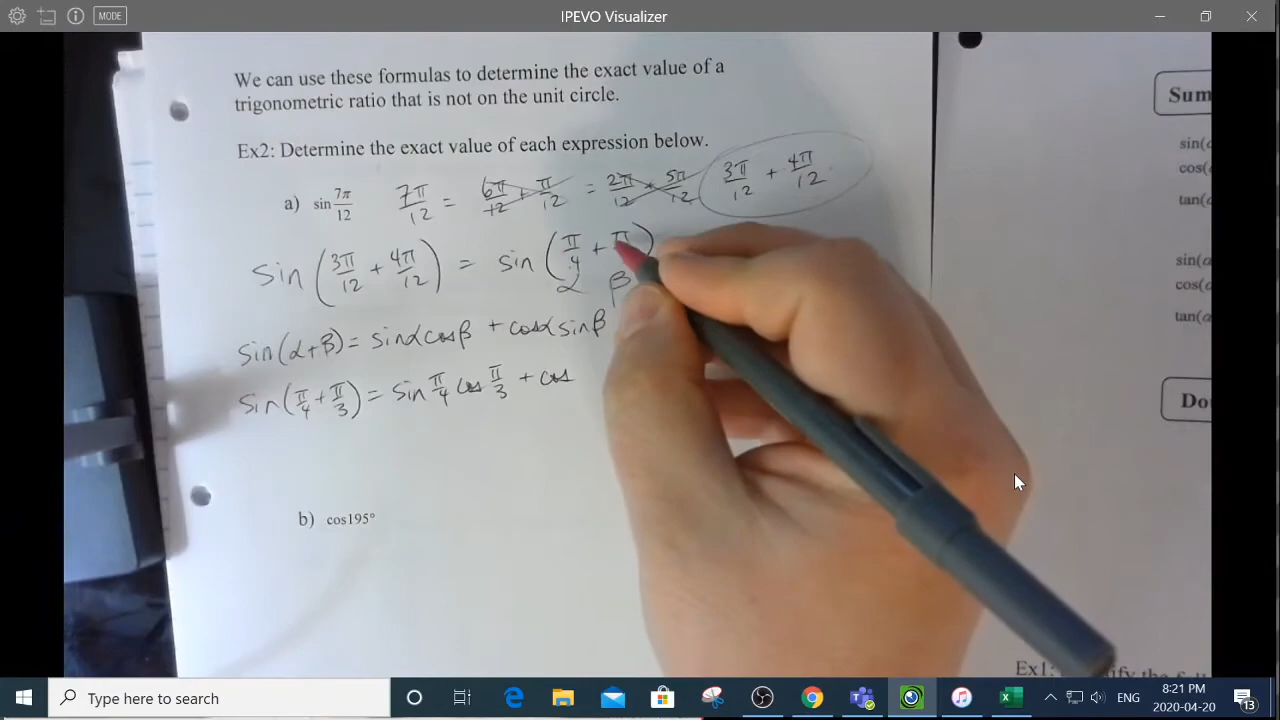 MODE
IPEVO Visualizer
We can use these formulas to determine the exact value of a
trigonometric ratio that is not on the unit circle.
Ex2: Determine the exact value of each expression below.
a) sin 7π/12 7π/12 = 6π/12 + π/12 = 2π/12 + 5π/12 3π/12 + 4π/12
sin (3π/12 + 4π/12) = sin (π/4 + π
α β
sin(α+β) = sinαcosβ + cosαsinβ
sin(π/4 + π/3) = sin π/4 cos π/3 + cos
b) cos195°
Sum
sin(
cos(
tan(
sin(
cos(
tan(
Do
Ex1:
Type here to search
ENG
8:21 PM
2020-04-20
13